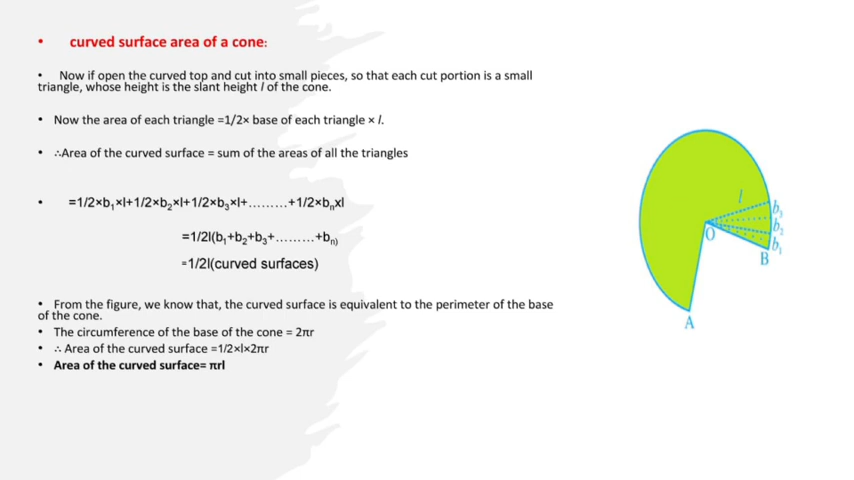 • curved surface area of a cone:
• Now if open the curved top and cut into small pieces, so that each cut portion is a small
triangle, whose height is the slant height l of the cone.
• Now the area of each triangle =1/2× base of each triangle × l.
• ∴Area of the curved surface = sum of the areas of all the triangles
• =1/2×b₁×l+1/2×b₂×l+1/2×b₃×l+.........+1/2×bₙxl
=1/2l(b₁+b₂+b₃+.........+bₙ₎
=1/2l(curved surfaces)
• From the figure, we know that, the curved surface is equivalent to the perimeter of the base
of the cone.
• The circumference of the base of the cone = 2πr
• ∴ Area of the curved surface =1/2×l×2πr
• Area of the curved surface= πrl
l
b₃
b₂
O
b₁
B
A